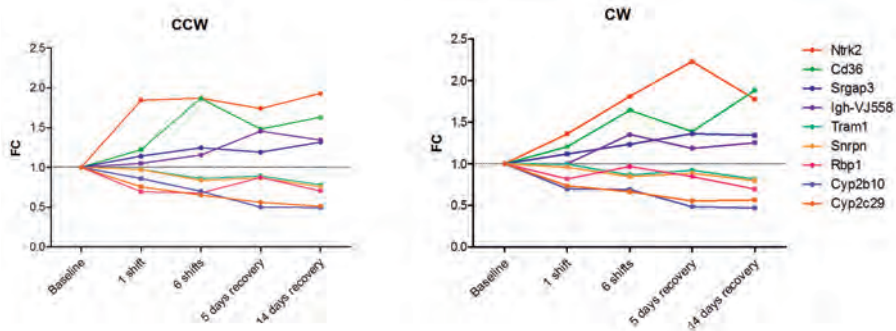 CCW
2.5
2.0
1.5
1.0
0.5
0.0
FC
Baseline
1 shift
6 shifts
5 days recovery
14 days recovery
CW
2.5
2.0
1.5
1.0
0.5
0.0
FC
Baseline
1 shift
6 shifts
5 days recovery
14 days recovery
Ntrk2
Cd36
Srgap3
Igh-VJ558
Tram1
Snrpn
Rbp1
Cyp2b10
Cyp2c29